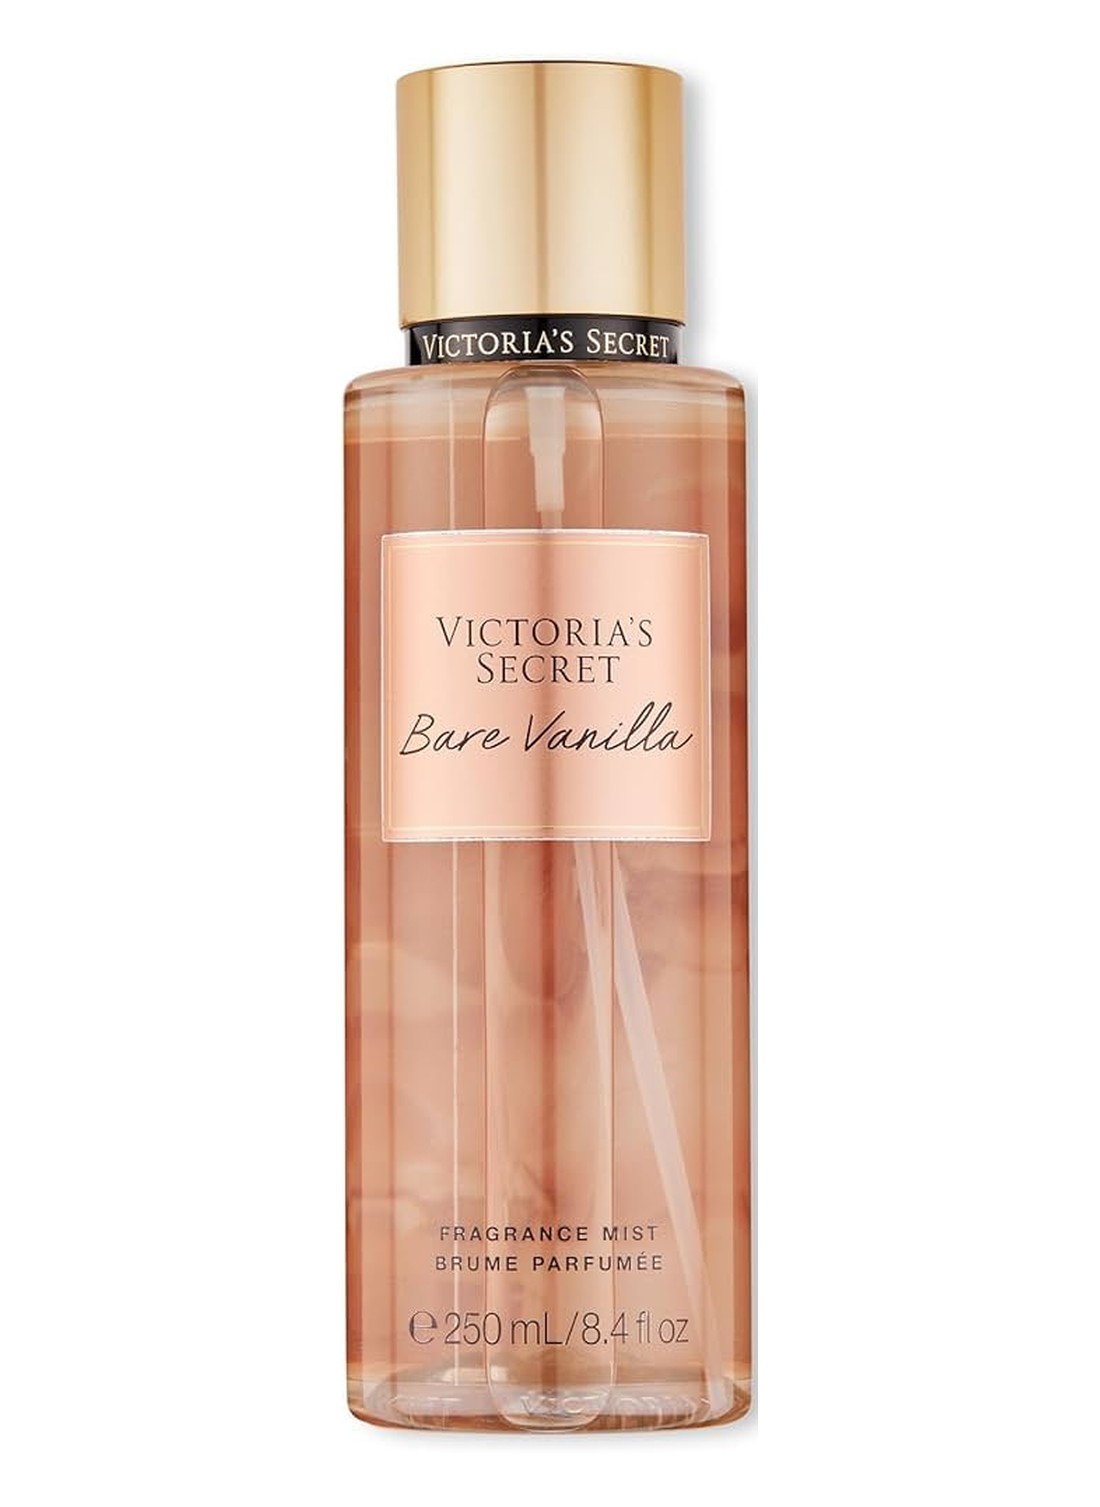 VICTORIA'S SECRET
VICTORIA'S
SECRET
Bare Vanilla
FRAGRANCE MIST
BRUME PARFUMÉE
℮ 250 mL/8.4 fl oz